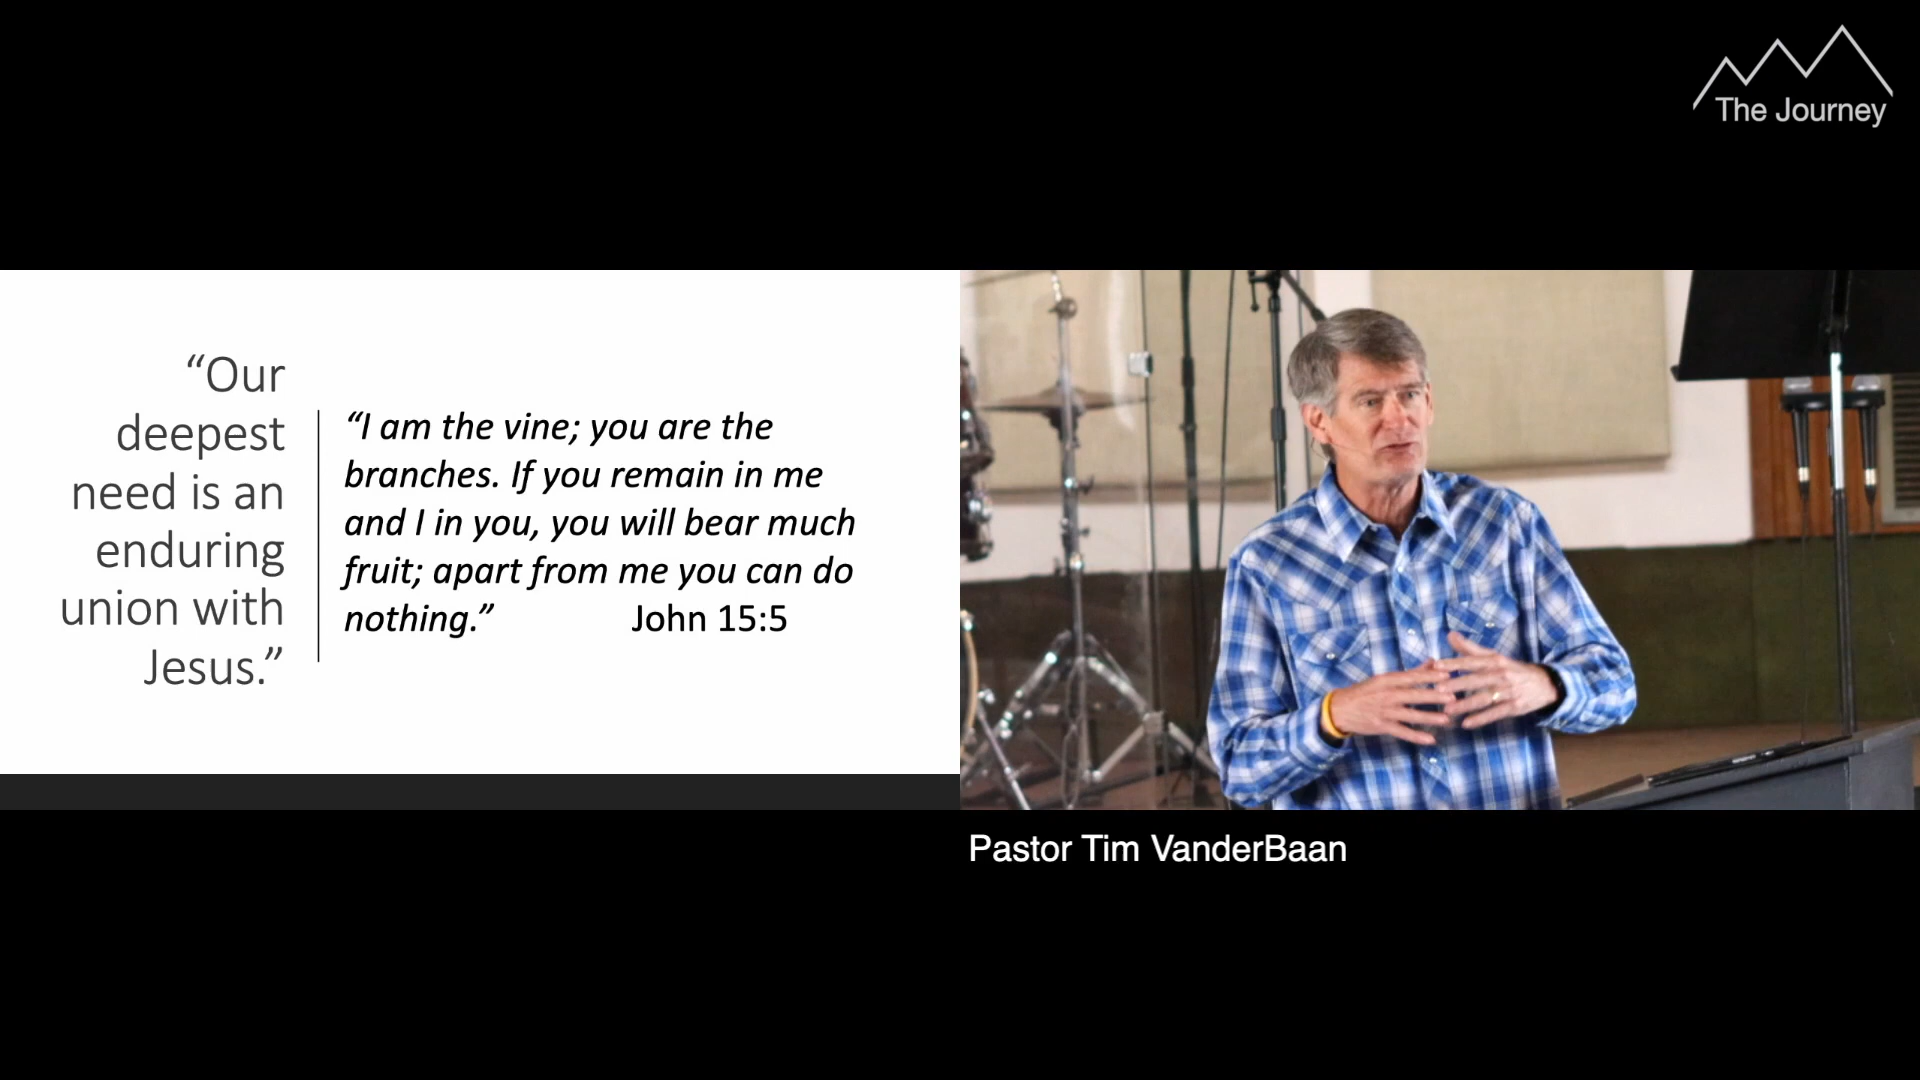 The Journey
“Our
deepest
need is an
enduring
union with
Jesus.”
“I am the vine; you are the
branches. If you remain in me
and I in you, you will bear much
fruit; apart from me you can do
nothing.” John 15:5
Pastor Tim VanderBaan